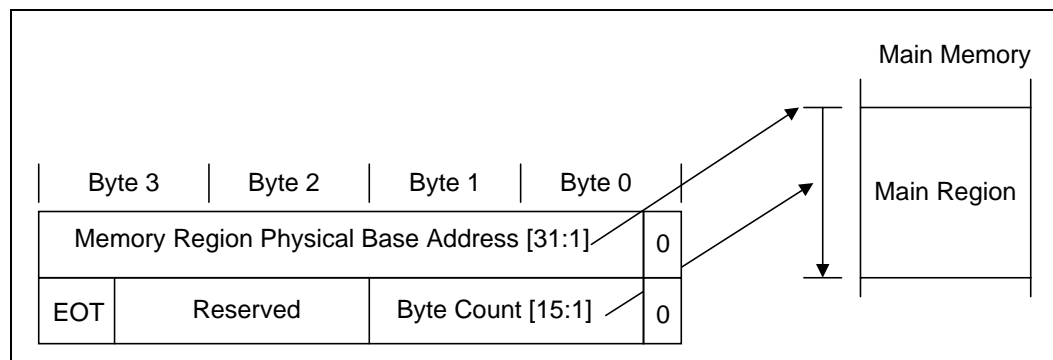 Main Memory
Byte 3 Byte 2 Byte 1 Byte 0
Main Region
Memory Region Physical Base Address [31:1] 0
EOT Reserved Byte Count [15:1] 0